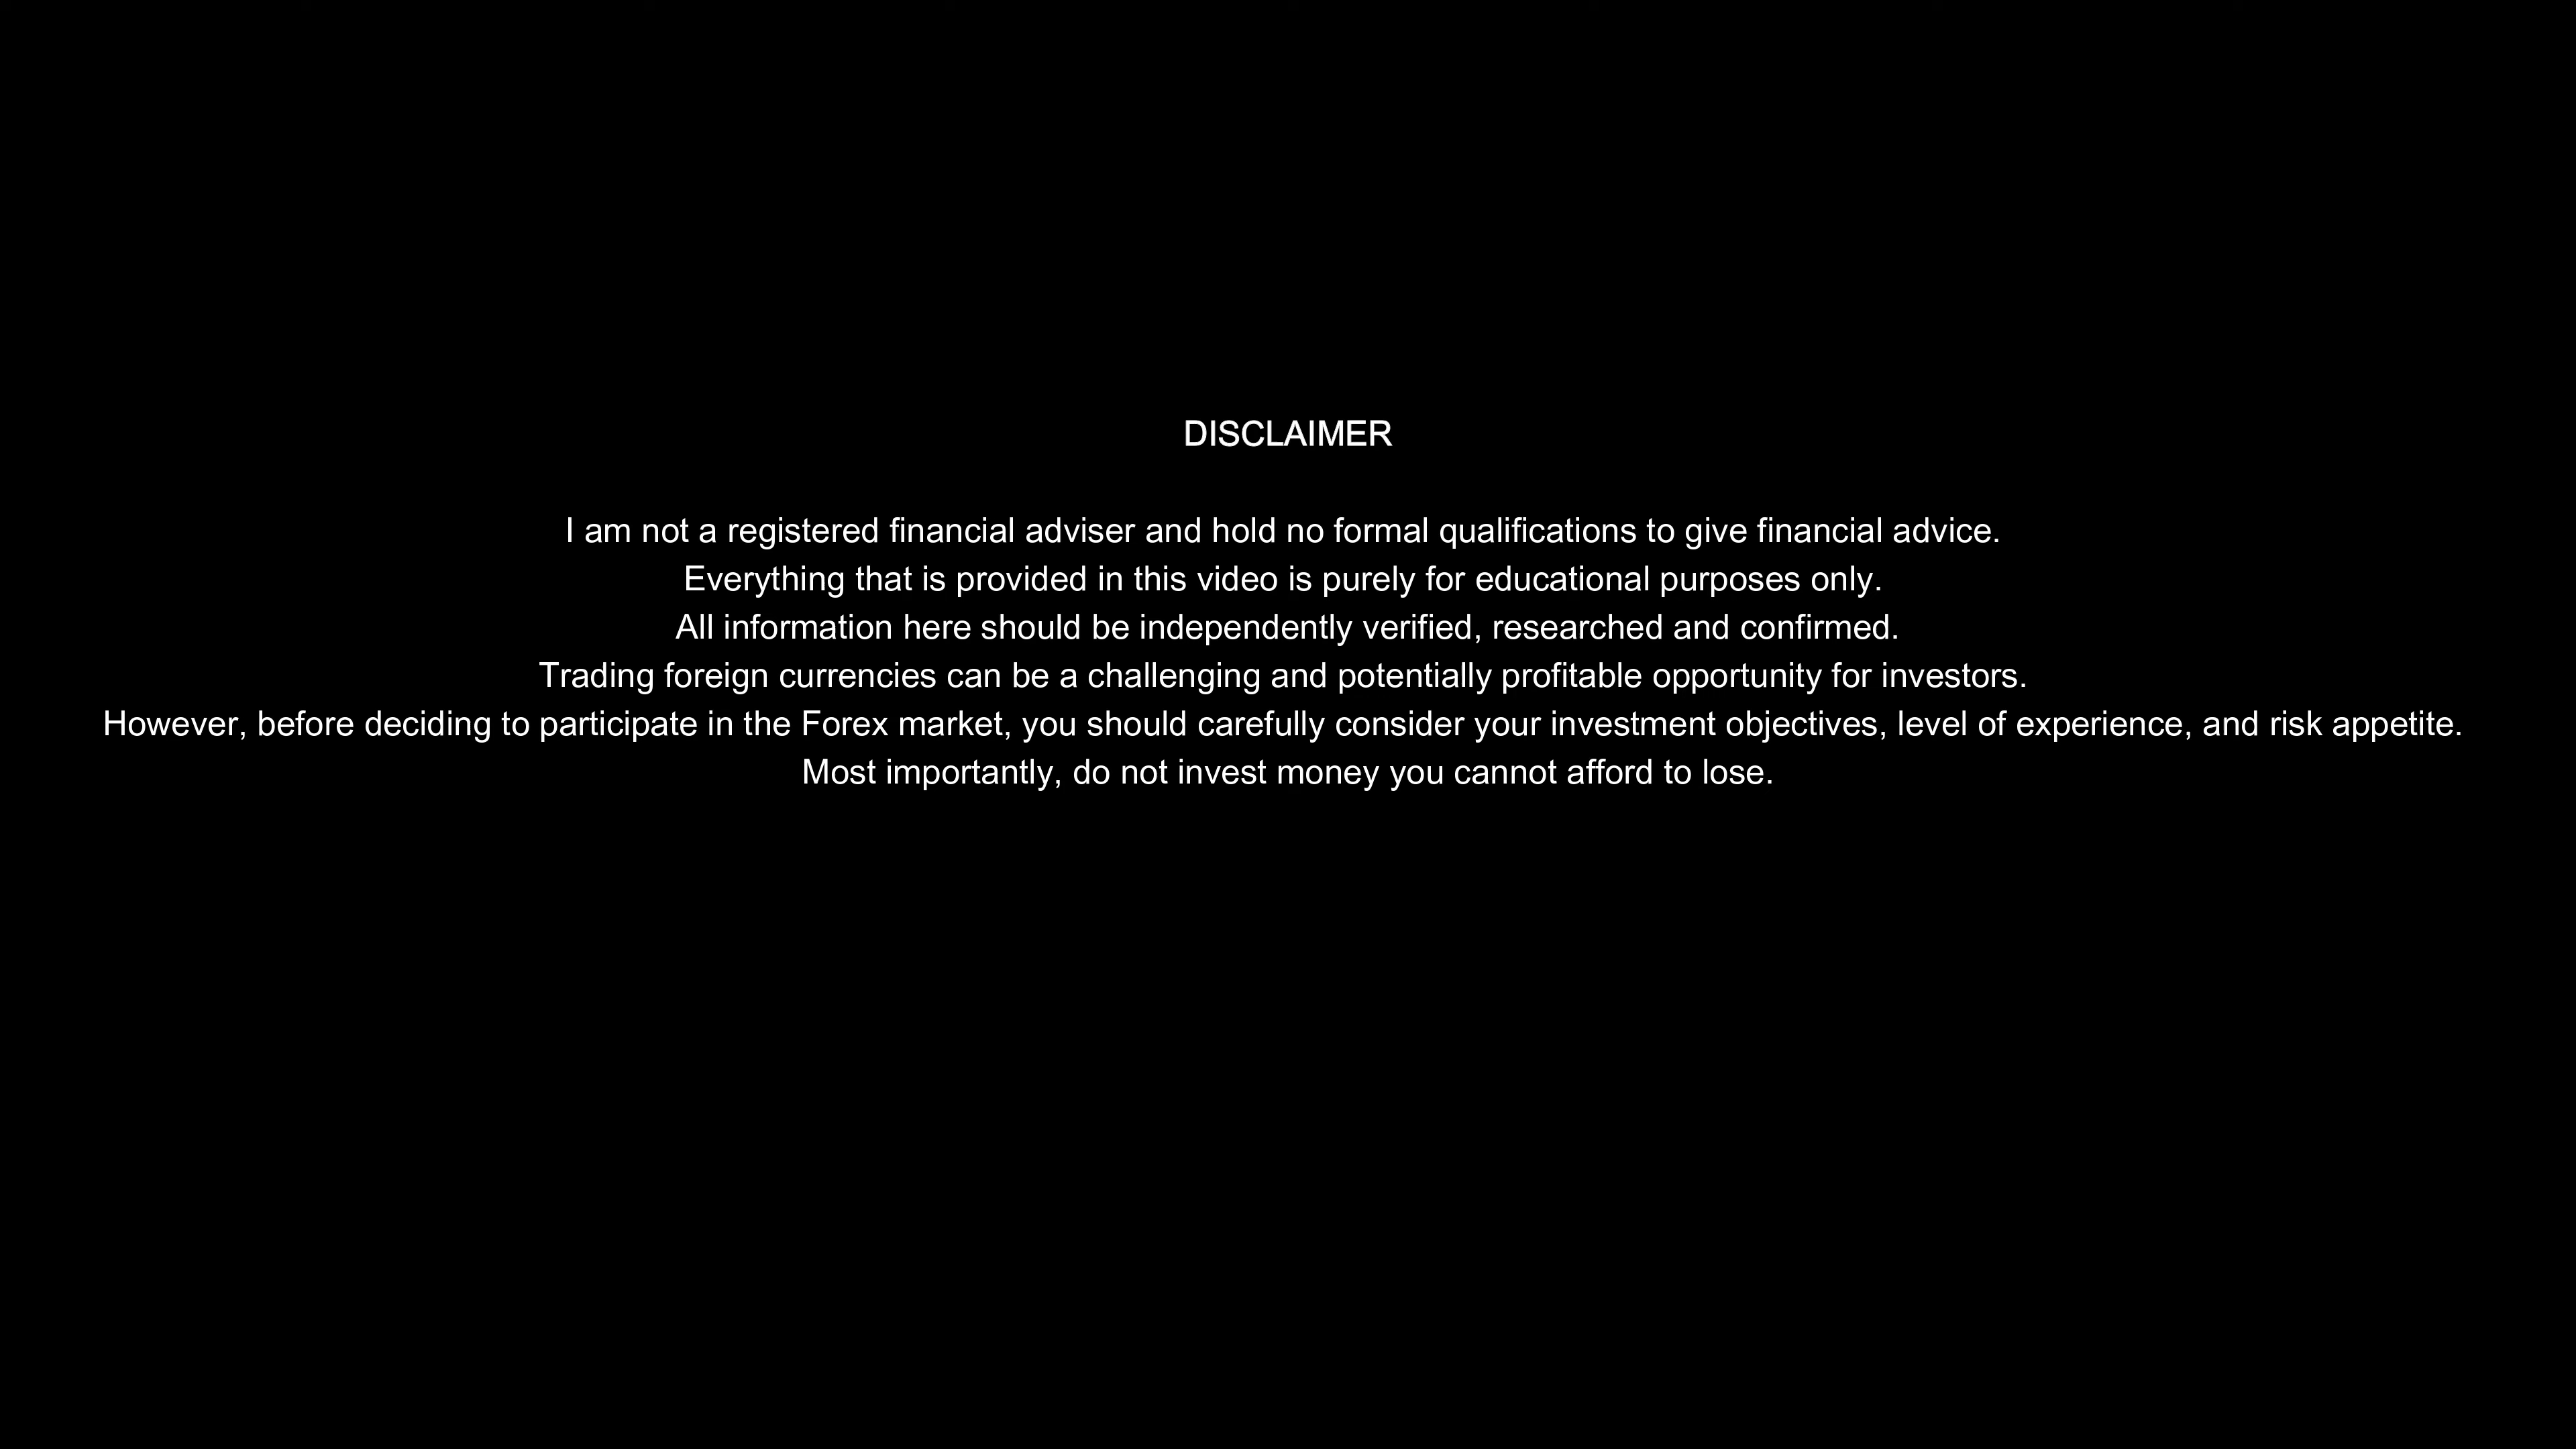 DISCLAIMER
I am not a registered financial adviser and hold no formal qualifications to give financial advice.
Everything that is provided in this video is purely for educational purposes only.
All information here should be independently verified, researched and confirmed.
Trading foreign currencies can be a challenging and potentially profitable opportunity for investors.
However, before deciding to participate in the Forex market, you should carefully consider your investment objectives, level of experience, and risk appetite.
Most importantly, do not invest money you cannot afford to lose.